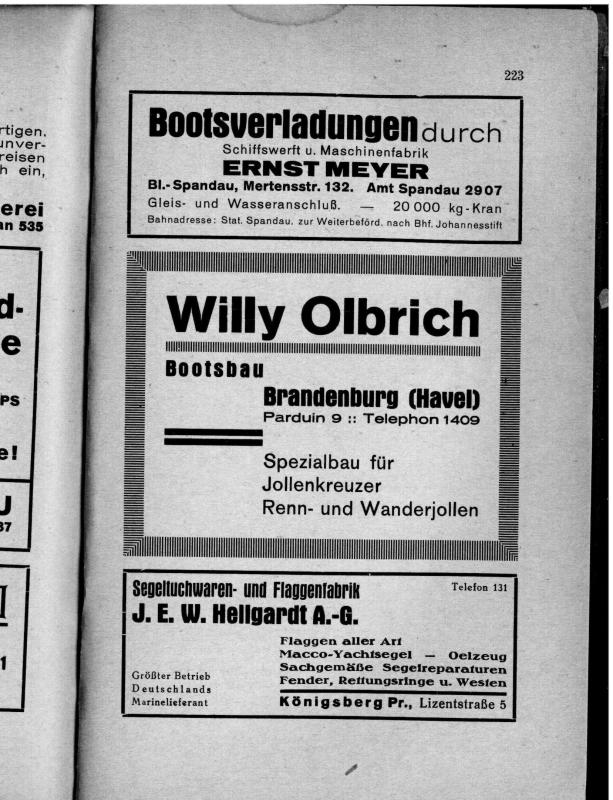 rtigen,
unver-
reisen
h ein,
erei
an 535
d-
e
PS
e!
U
37
1
223
Bootsverladungen durch
Schiffswerft u. Maschinenfabrik
ERNST MEYER
Bl.-Spandau, Mertensstr. 132. Amt Spandau 2907
Gleis- und Wasseranschluß. — 20 000 kg-Kran
Bahnadresse: Stat. Spandau, zur Weiterbeförd. nach Bhf. Johannesstift
Willy Olbrich
Bootsbau
Brandenburg (Havel)
Parduin 9 :: Telephon 1409
Spezialbau für
Jollenkreuzer
Renn- und Wanderjollen
Segeltuchwaren- und Flaggenfabrik
Telefon 131
J. E. W. Hellgardt A.-G.
Flaggen aller Art
Macco-Yachtsegel — Oelzeug
Sachgemäße Segelreparaturen
Fender, Rettungsringe u. Westen
Größter Betrieb
Deutschlands
Marinelieferant
Königsberg Pr., Lizentstraße 5